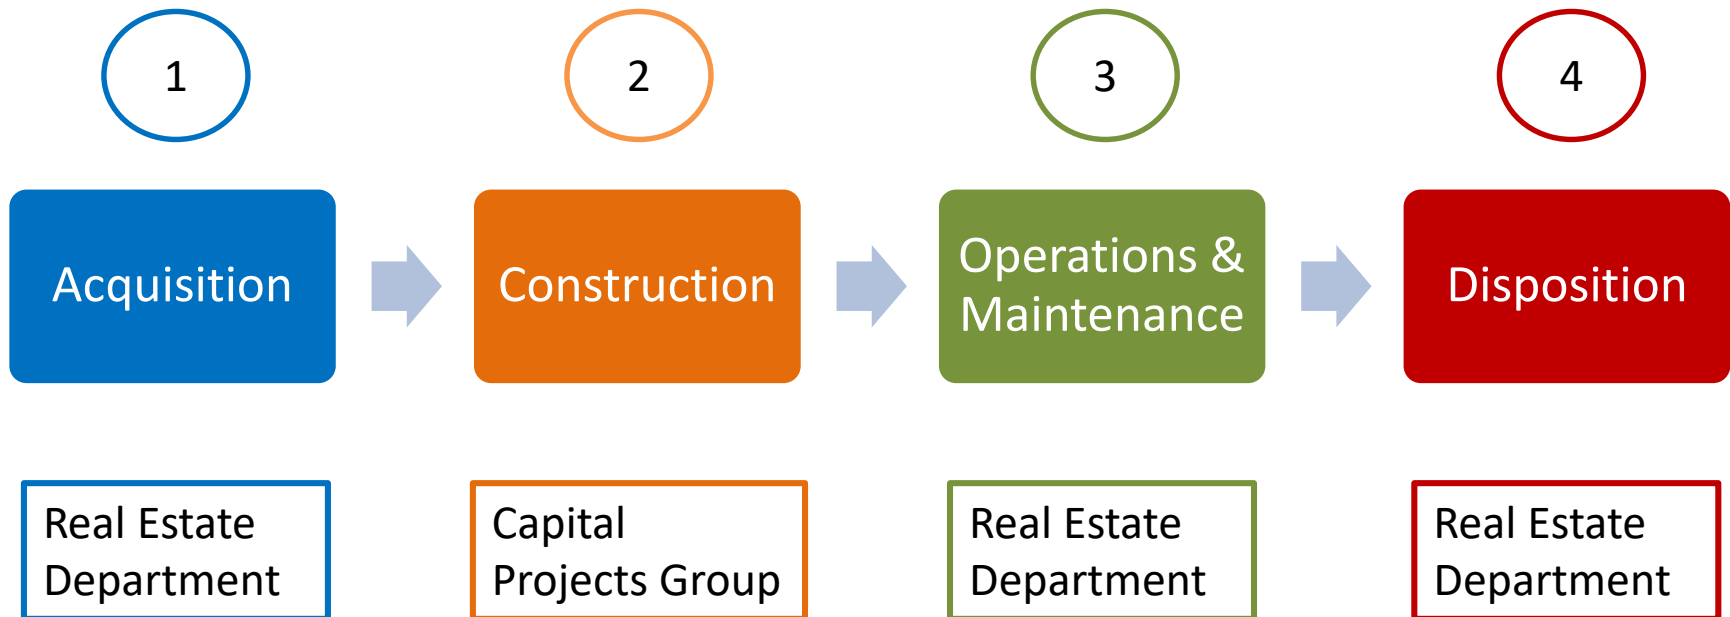 1
2
3
4
Acquisition
Construction
Operations &
Maintenance
Disposition
Real Estate
Department
Capital
Projects Group
Real Estate
Department
Real Estate
Department